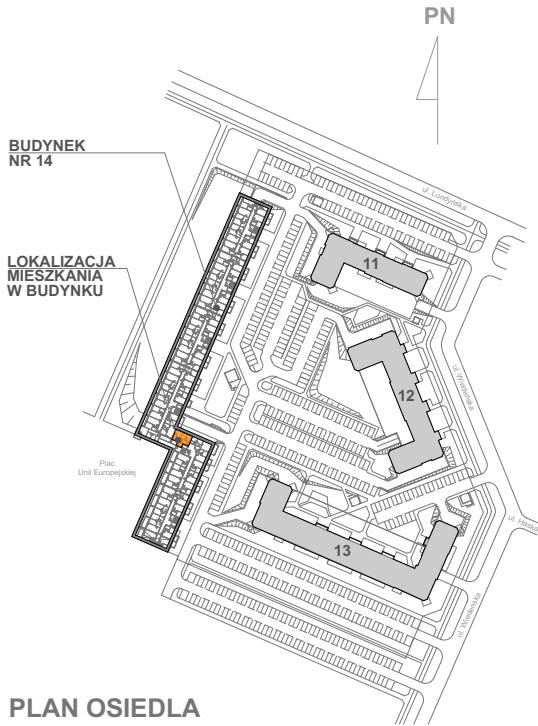 PN
BUDYNEK
NR 14
ul. Londyńska
LOKALIZACJA
MIESZKANIA
W BUDYNKU
11
12
ul. Wiedeńska
Plac
Unii Europejskiej
ul. Haska
13
ul. Wiedeńska
PLAN OSIEDLA